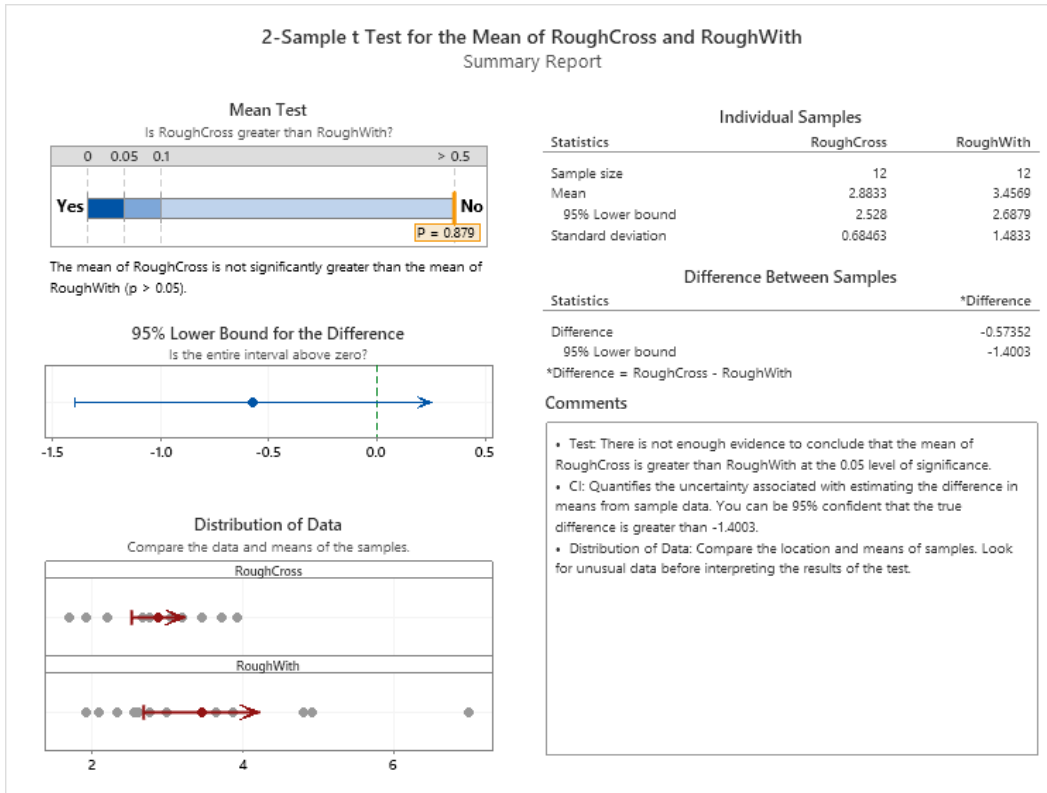 2-Sample t Test for the Mean of RoughCross and RoughWith
Summary Report
Mean Test
Is RoughCross greater than RoughWith?
0 0.05 0.1 > 0.5
Yes No
P = 0.879
The mean of RoughCross is not significantly greater than the mean of
RoughWith (p > 0.05).
95% Lower Bound for the Difference
Is the entire interval above zero?
-1.5 -1.0 -0.5 0.0 0.5
Distribution of Data
Compare the data and means of the samples.
RoughCross
RoughWith
2 4 6
Individual Samples
Statistics RoughCross RoughWith
Sample size 12 12
Mean 2.8833 3.4569
95% Lower bound 2.528 2.6879
Standard deviation 0.68463 1.4833
Difference Between Samples
Statistics *Difference
Difference -0.57352
95% Lower bound -1.4003
*Difference = RoughCross - RoughWith
Comments
• Test: There is not enough evidence to conclude that the mean of
RoughCross is greater than RoughWith at the 0.05 level of significance.
• CI: Quantifies the uncertainty associated with estimating the difference in
means from sample data. You can be 95% confident that the true
difference is greater than -1.4003.
• Distribution of Data: Compare the location and means of samples. Look
for unusual data before interpreting the results of the test.